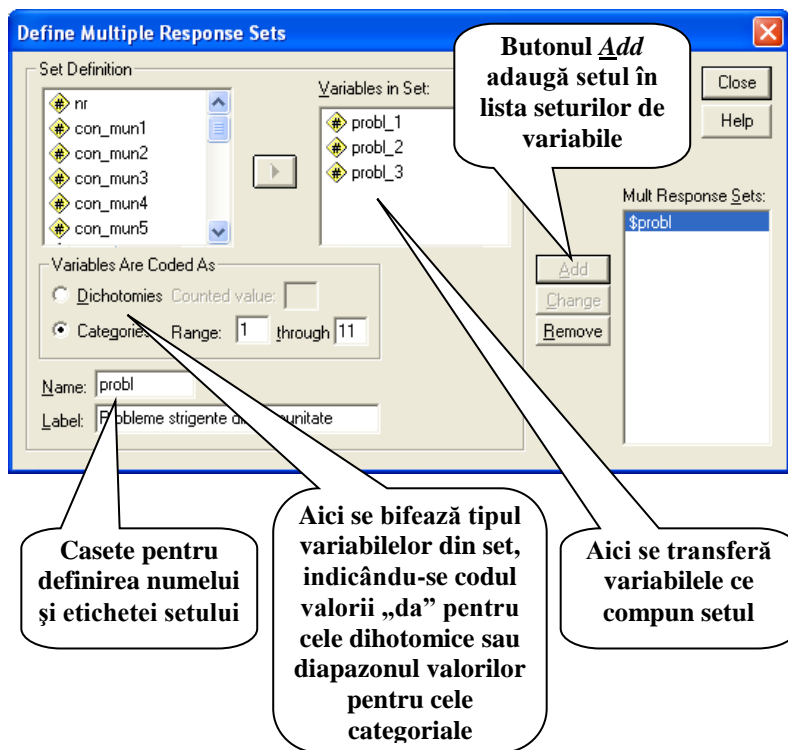 Define Multiple Response Sets
Butonul Add
adaugă setul în
lista seturilor de
variabile
Set Definition
nr
con_mun1
con_mun2
con_mun3
con_mun4
con_mun5
Variables in Set:
probl_1
probl_2
probl_3
Close
Help
Mult Response Sets:
$probl
Add
Change
Remove
Variables Are Coded As
Dichotomies Counted value:
Categories Range: 1 through 11
Name: probl
Label: Probleme strigente
Casete pentru
definirea numelui
şi etichetei setului
Aici se bifează tipul
variabilelor din set,
indicându-se codul
valorii „da” pentru
cele dihotomice sau
diapazonul valorilor
pentru cele
categoriale
Aici se transferă
variabilele ce
compun setul